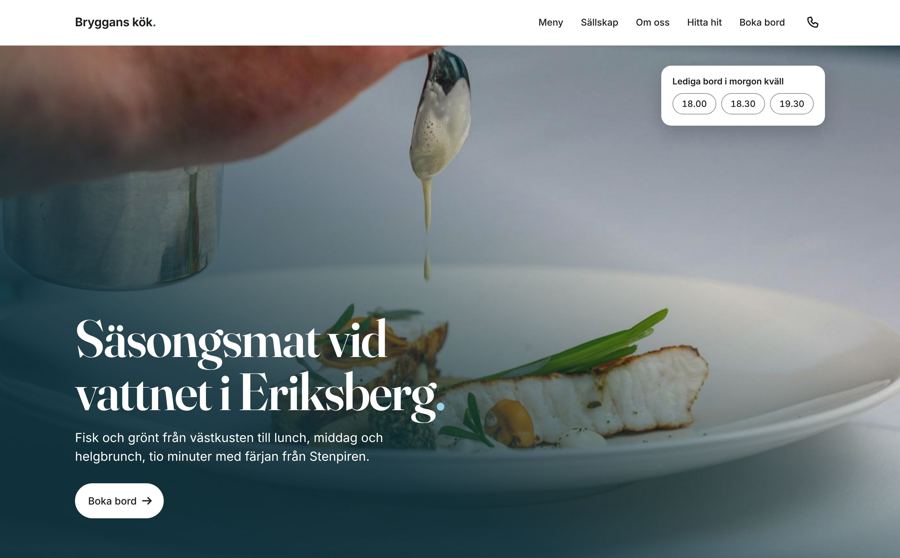 Bryggans kök.
Meny Sällskap Om oss Hitta hit Boka bord
Lediga bord i morgon kväll
18.00 18.30 19.30
Säsongsmat vid
vattnet i Eriksberg.
Fisk och grönt från västkusten till lunch, middag och
helgbrunch, tio minuter med färjan från Stenpiren.
Boka bord